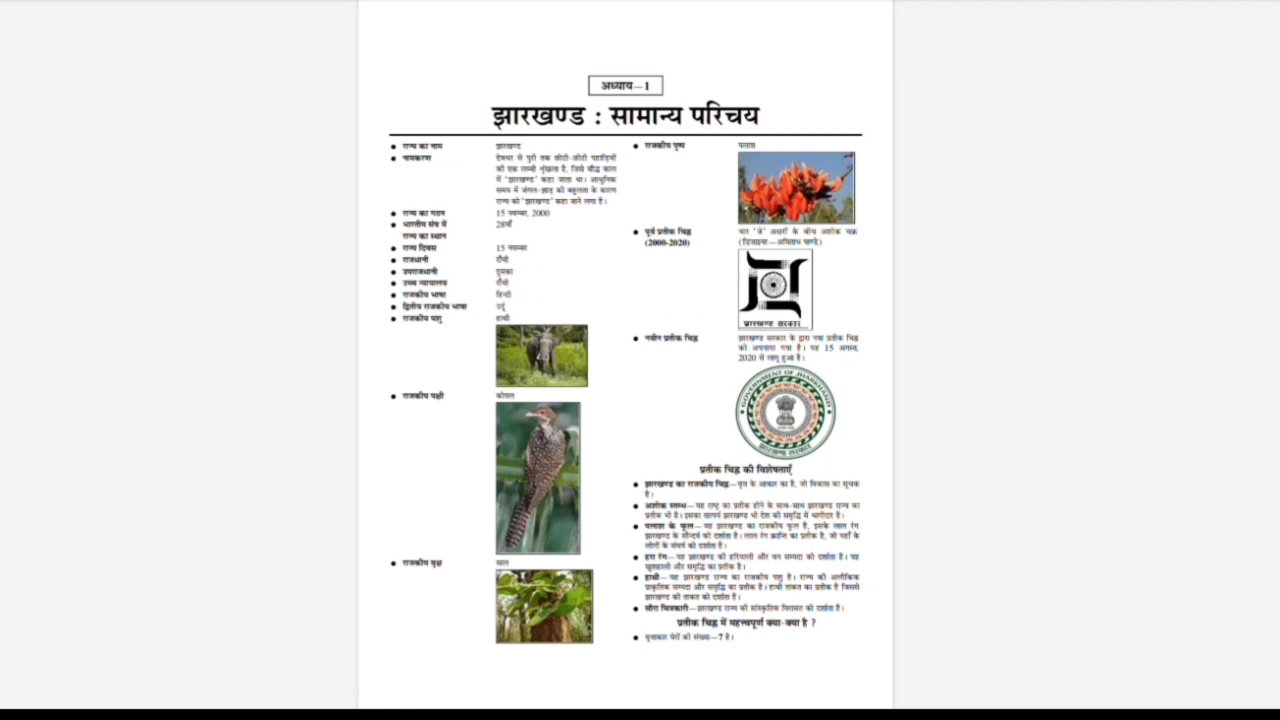 अध्याय—1
झारखण्ड : सामान्य परिचय
● राज्य का नाम झारखण्ड
● नामकरण देवघर से पुरी तक छोटी-छोटी पहाड़ियों
की एक लम्बी शृंखला है, जिसे बौद्ध काल
में 'झारखण्ड' कहा जाता था। आधुनिक
समय में जंगल-झाड़ की बहुलता के कारण
राज्य को 'झारखण्ड' कहा जाने लगा है।
● राज्य का गठन 15 नवम्बर, 2000
● भारतीय संघ में 28वाँ
राज्य का स्थान
● राज्य दिवस 15 नवम्बर
● राजधानी राँची
● उपराजधानी दुमका
● उच्च न्यायालय राँची
● राजकीय भाषा हिन्दी
● द्वितीय राजकीय भाषा उर्दू
● राजकीय पशु हाथी
● राजकीय पक्षी कोयल
● राजकीय वृक्ष साल
● राजकीय पुष्प पलाश
● पूर्व प्रतीक चिह्न चार 'जे' अक्षरों के बीच अशोक चक्र
(2000-2020) (डिजाइनर—अमिताभ पाण्डे)
झारखण्ड सरकार
● नवीन प्रतीक चिह्न झारखण्ड सरकार के द्वारा नया प्रतीक चिह्न
को अपनाया गया है। यह 15 अगस्त,
2020 से लागू हुआ है।
GOVERNMENT OF JHARKHAND
झारखण्ड सरकार
प्रतीक चिह्न की विशेषताएँ
● झारखण्ड का राजकीय चिह्न—वृत्त के आकार का है, जो विकास का सूचक
है।
● अशोक स्तम्भ—यह राष्ट्र का प्रतीक होने के साथ-साथ झारखण्ड राज्य का
प्रतीक भी है। इसका तात्पर्य झारखण्ड भी देश की समृद्धि में भागीदार है।
● पलाश के फूल—यह झारखण्ड का राजकीय फूल है, इसके लाल रंग
झारखण्ड के सौन्दर्य को दर्शाता है। लाल रंग क्रान्ति का प्रतीक है, जो यहाँ के
लोगों के संघर्ष को दर्शाता है।
● हरा रंग—यह झारखण्ड की हरियाली और वन सम्पदा को दर्शाता है। यह
खुशहाली और समृद्धि का प्रतीक है।
● हाथी—यह झारखण्ड राज्य का राजकीय पशु है। राज्य की अलौकिक
प्राकृतिक सम्पदा और समृद्धि का प्रतीक है। हाथी ताकत का प्रतीक है जिससे
झारखण्ड की ताकत को दर्शाता है।
● सौरा चित्रकारी—झारखण्ड राज्य की सांस्कृतिक विरासत को दर्शाता है।
प्रतीक चिह्न में महत्त्वपूर्ण क्या-क्या है ?
● वृत्ताकार घेरों की संख्या—7 है।